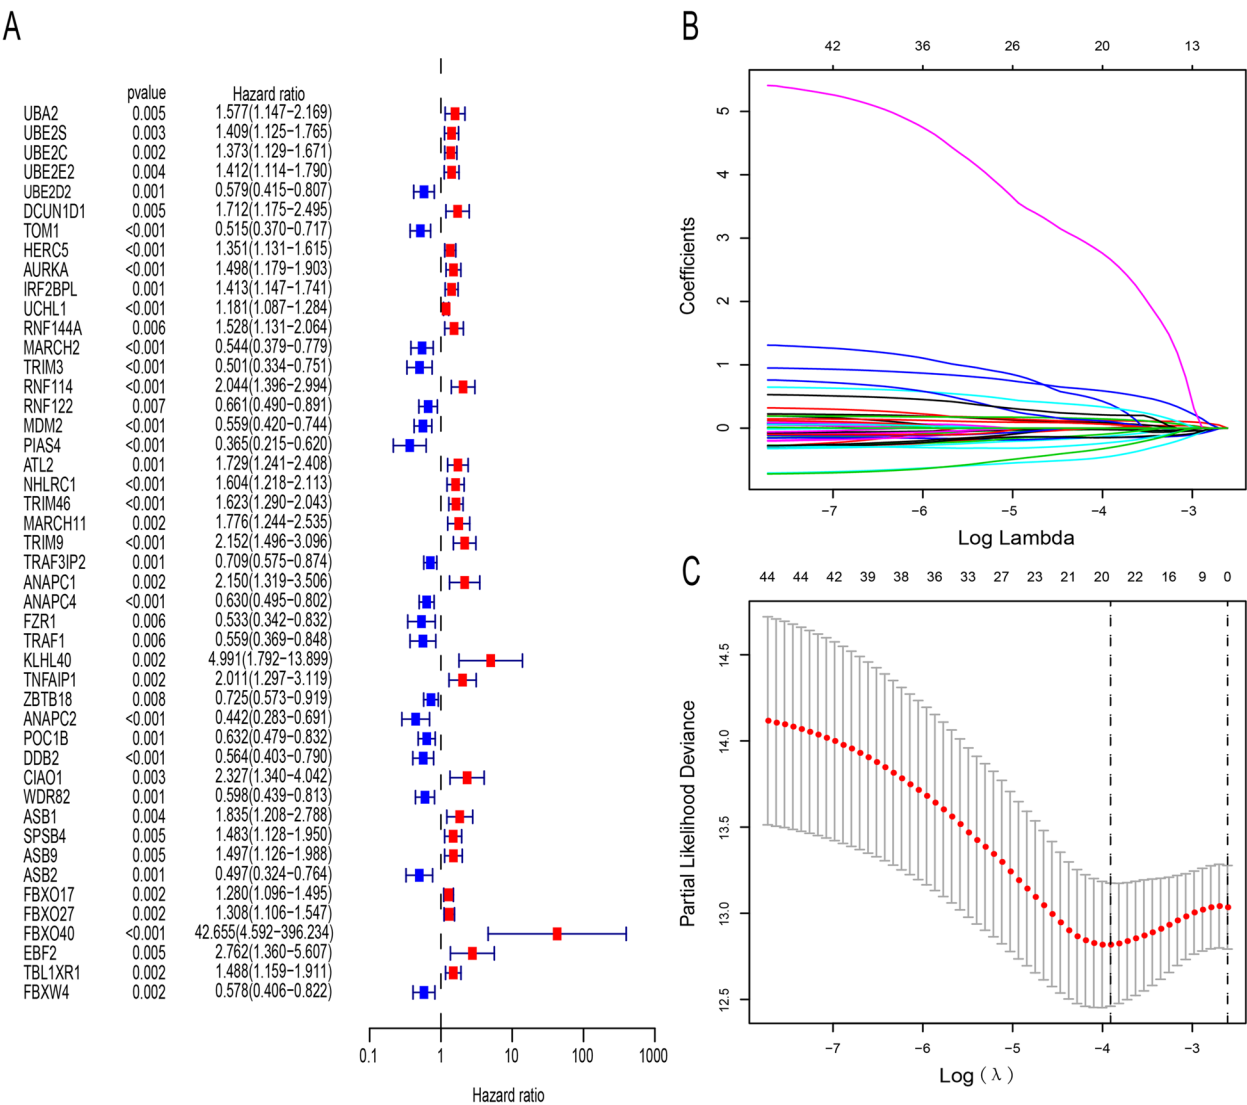 A
pvalue Hazard ratio
UBA2 0.005 1.577(1.147−2.169)
UBE2S 0.003 1.409(1.125−1.765)
UBE2C 0.002 1.373(1.129−1.671)
UBE2E2 0.004 1.412(1.114−1.790)
UBE2D2 0.001 0.579(0.415−0.807)
DCUN1D1 0.005 1.712(1.175−2.495)
TOM1 <0.001 0.515(0.370−0.717)
HERC5 <0.001 1.351(1.131−1.615)
AURKA <0.001 1.498(1.179−1.903)
IRF2BPL 0.001 1.413(1.147−1.741)
UCHL1 <0.001 1.181(1.087−1.284)
RNF144A 0.006 1.528(1.131−2.064)
MARCH2 <0.001 0.544(0.379−0.779)
TRIM3 <0.001 0.501(0.334−0.751)
RNF114 <0.001 2.044(1.396−2.994)
RNF122 0.007 0.661(0.490−0.891)
MDM2 <0.001 0.559(0.420−0.744)
PIAS4 <0.001 0.365(0.215−0.620)
ATL2 0.001 1.729(1.241−2.408)
NHLRC1 <0.001 1.604(1.218−2.113)
TRIM46 <0.001 1.623(1.290−2.043)
MARCH11 0.002 1.776(1.244−2.535)
TRIM9 <0.001 2.152(1.496−3.096)
TRAF3IP2 0.001 0.709(0.575−0.874)
ANAPC1 0.002 2.150(1.319−3.506)
ANAPC4 <0.001 0.630(0.495−0.802)
FZR1 0.006 0.533(0.342−0.832)
TRAF1 0.006 0.559(0.369−0.848)
KLHL40 0.002 4.991(1.792−13.899)
TNFAIP1 0.002 2.011(1.297−3.119)
ZBTB18 0.008 0.725(0.573−0.919)
ANAPC2 <0.001 0.442(0.283−0.691)
POC1B 0.001 0.632(0.479−0.832)
DDB2 <0.001 0.564(0.403−0.790)
CIAO1 0.003 2.327(1.340−4.042)
WDR82 0.001 0.598(0.439−0.813)
ASB1 0.004 1.835(1.208−2.788)
SPSB4 0.005 1.483(1.128−1.950)
ASB9 0.005 1.497(1.126−1.988)
ASB2 0.001 0.497(0.324−0.764)
FBXO17 0.002 1.280(1.096−1.495)
FBXO27 0.002 1.308(1.106−1.547)
FBXO40 <0.001 42.655(4.592−396.234)
EBF2 0.005 2.762(1.360−5.607)
TBL1XR1 0.002 1.488(1.159−1.911)
FBXW4 0.002 0.578(0.406−0.822)
0.1 1 10 100 1000
Hazard ratio
B
42 36 26 20 13
5
4
3
2
1
0
Coefficients
−7 −6 −5 −4 −3
Log Lambda
C
44 44 42 39 38 36 33 27 23 21 20 22 16 9 0
14.5
14.0
13.5
13.0
12.5
Partial Likelihood Deviance
−7 −6 −5 −4 −3
Log (λ)